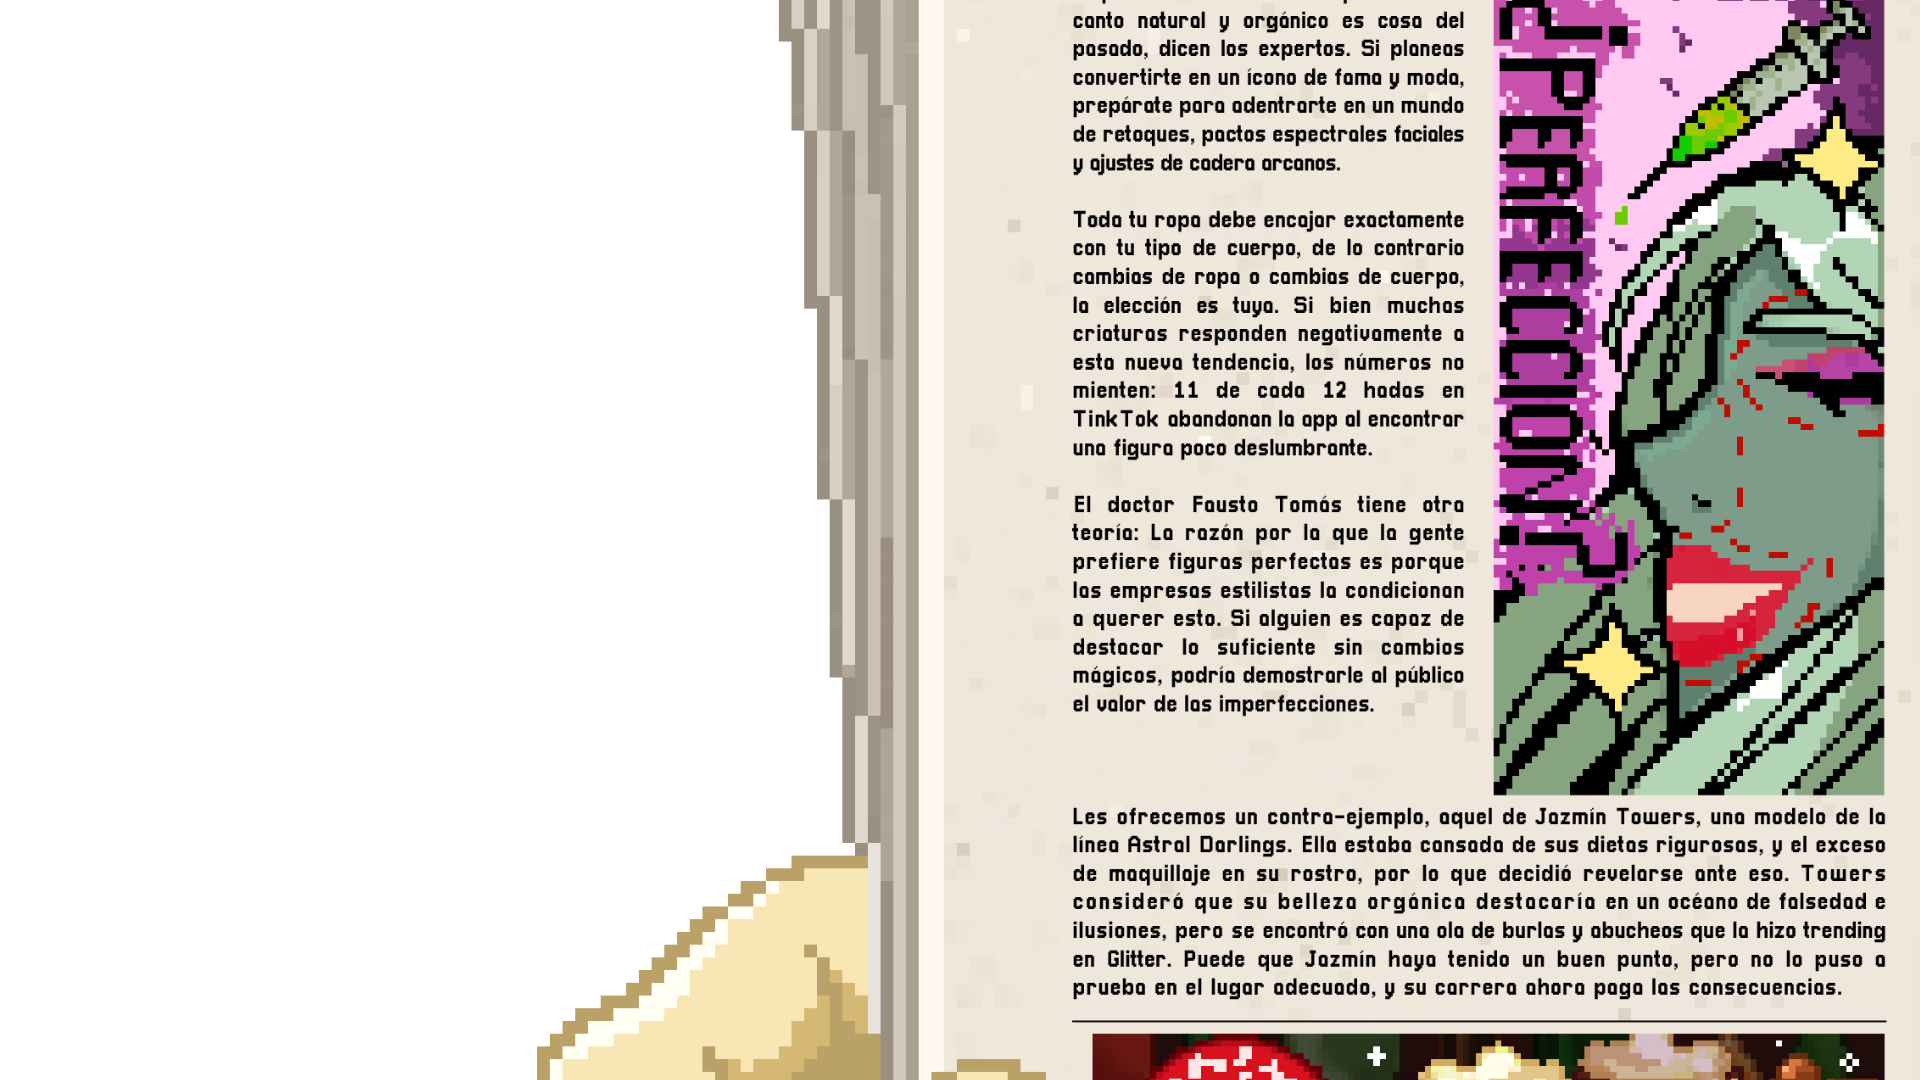 canto natural y orgánico es cosa del
pasado, dicen los expertos. Si planeas
convertirte en un ícono de fama y moda,
prepárate para adentrarte en un mundo
de retoques, pactos espectrales faciales
y ajustes de cadera arcanos.
Toda tu ropa debe encajar exactamente
con tu tipo de cuerpo, de lo contrario
cambias de ropa o cambias de cuerpo,
la elección es tuya. Si bien muchas
criaturas responden negativamente a
esta nueva tendencia, los números no
mienten: 11 de cada 12 hadas en
TinkTok abandonan la app al encontrar
una figura poco deslumbrante.
El doctor Fausto Tomás tiene otra
teoría: La razón por la que la gente
prefiere figuras perfectas es porque
las empresas estilistas la condicionan
a querer esto. Si alguien es capaz de
destacar lo suficiente sin cambios
mágicos, podría demostrarle al público
el valor de las imperfecciones.
PERFECCION?
Les ofrecemos un contra-ejemplo, aquel de Jazmín Towers, una modelo de la
línea Astral Darlings. Ella estaba cansada de sus dietas rigurosas, y el exceso
de maquillaje en su rostro, por lo que decidió revelarse ante eso. Towers
consideró que su belleza orgánica destacaría en un océano de falsedad e
ilusiones, pero se encontró con una ola de burlas y abucheos que la hizo trending
en Glitter. Puede que Jazmín haya tenido un buen punto, pero no lo puso a
prueba en el lugar adecuado, y su carrera ahora paga las consecuencias.